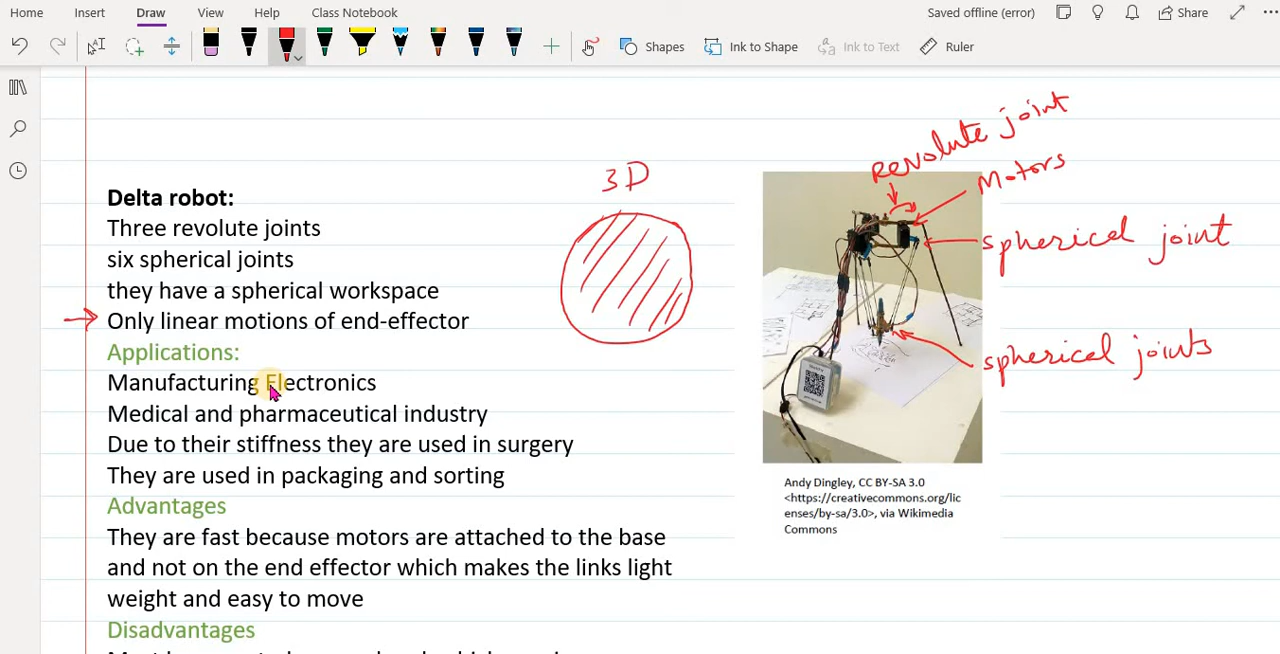 Home Insert Draw View Help Class Notebook Saved offline (error) Share
Shapes Ink to Shape Ink to Text Ruler
Revolute joint
Motors
3D
Delta robot:
Three revolute joints
six spherical joints
they have a spherical workspace
Only linear motions of end-effector
spherical joint
spherical joints
Applications:
Manufacturing Electronics
Medical and pharmaceutical industry
Due to their stiffness they are used in surgery
They are used in packaging and sorting
Advantages
They are fast because motors are attached to the base
and not on the end effector which makes the links light
weight and easy to move
Disadvantages
Andy Dingley, CC BY-SA 3.0
<https://creativecommons.org/lic
enses/by-sa/3.0>, via Wikimedia
Commons